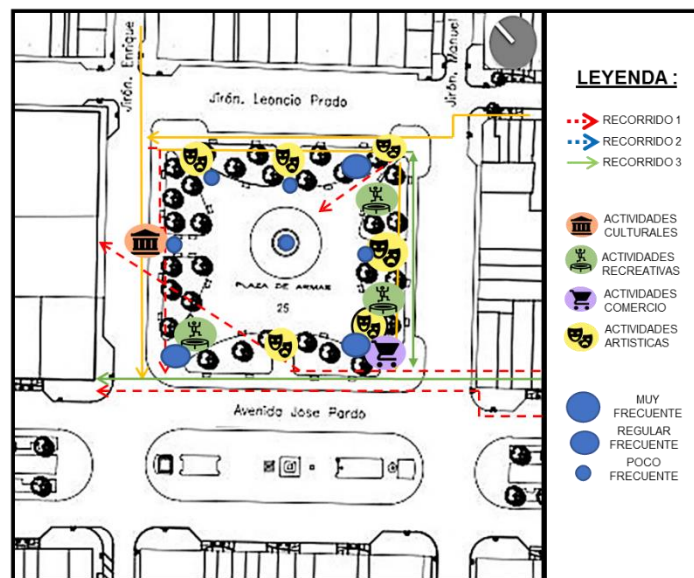 Jirón. Enrique
Jirón. Manuel
Jirón. Leoncio Prado
PLAZA DE ARMAS
25
Avenida Jose Pardo
LEYENDA :
RECORRIDO 1
RECORRIDO 2
RECORRIDO 3
ACTIVIDADES
CULTURALES
ACTIVIDADES
RECREATIVAS
ACTIVIDADES
COMERCIO
ACTIVIDADES
ARTISTICAS
MUY
FRECUENTE
REGULAR
FRECUENTE
POCO
FRECUENTE